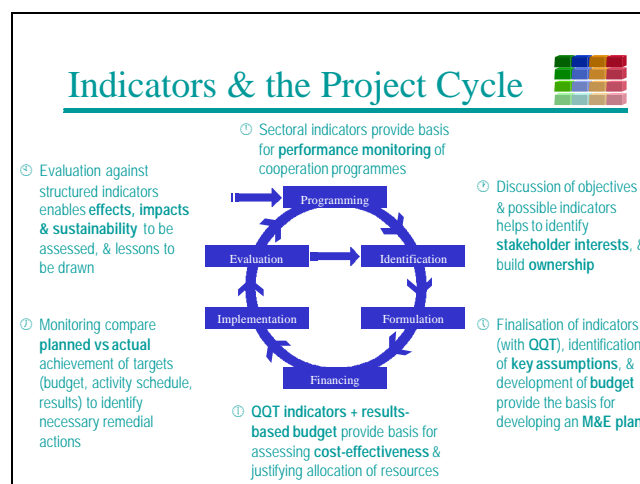 Indicators & the Project Cycle
Sectoral indicators provide basis
for performance monitoring of
cooperation programmes
Evaluation against
structured indicators
enables effects, impacts
& sustainability to be
assessed, & lessons to
be drawn
Discussion of objectives
& possible indicators
helps to identify
stakeholder interests, &
build ownership
Programming
Evaluation
Identification
Implementation
Formulation
Financing
Monitoring compare
planned vs actual
achievement of targets
(budget, activity schedule,
results) to identify
necessary remedial
actions
Finalisation of indicators
(with QQT), identification
of key assumptions, &
development of budget
provide the basis for
developing an M&E plan
QQT indicators + results-
based budget provide basis for
assessing cost-effectiveness &
justifying allocation of resources